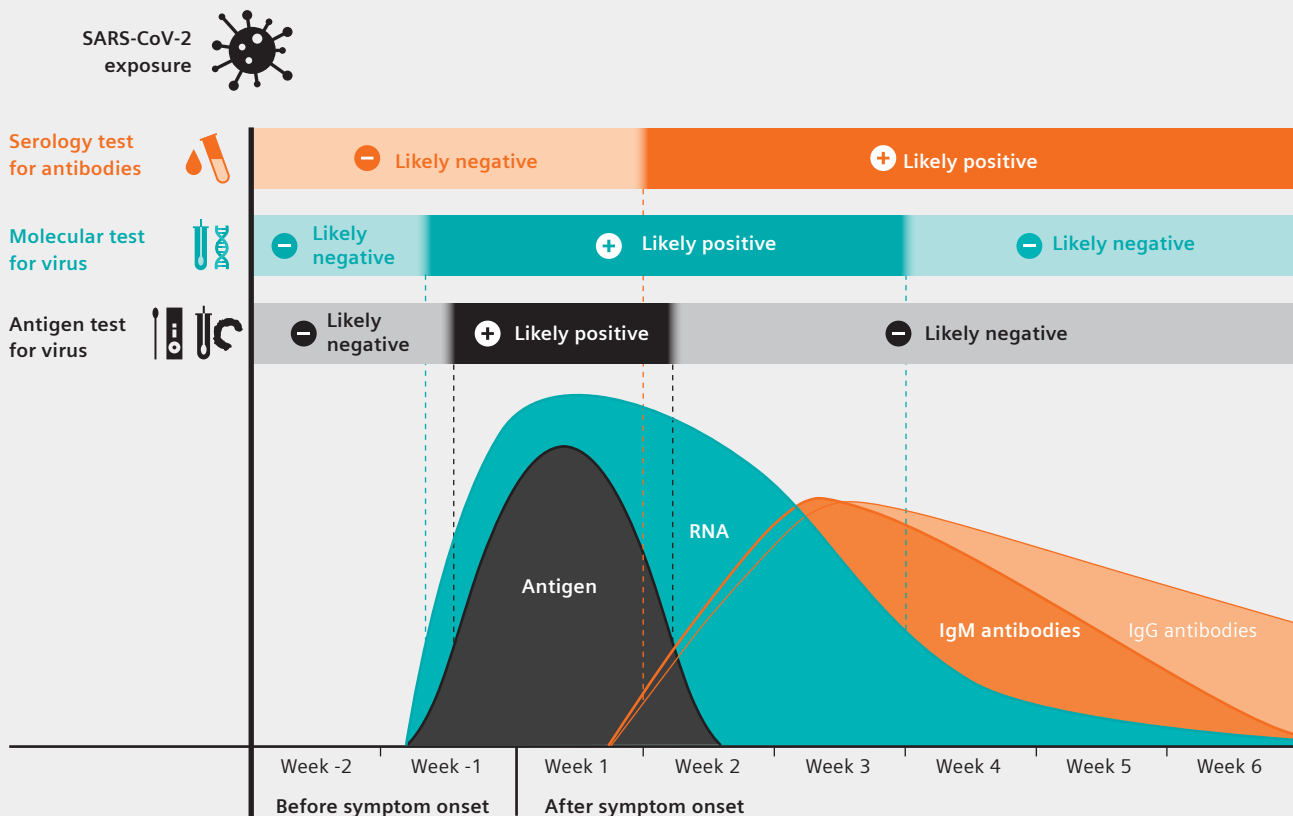 SARS-CoV-2
exposure
Serology test
for antibodies
Likely negative
Likely positive
Molecular test
for virus
Likely
negative
Likely positive
Likely negative
Antigen test
for virus
Likely
negative
Likely positive
Likely negative
RNA
Antigen
IgM antibodies
IgG antibodies
Week -2
Week -1
Week 1
Week 2
Week 3
Week 4
Week 5
Week 6
Before symptom onset
After symptom onset